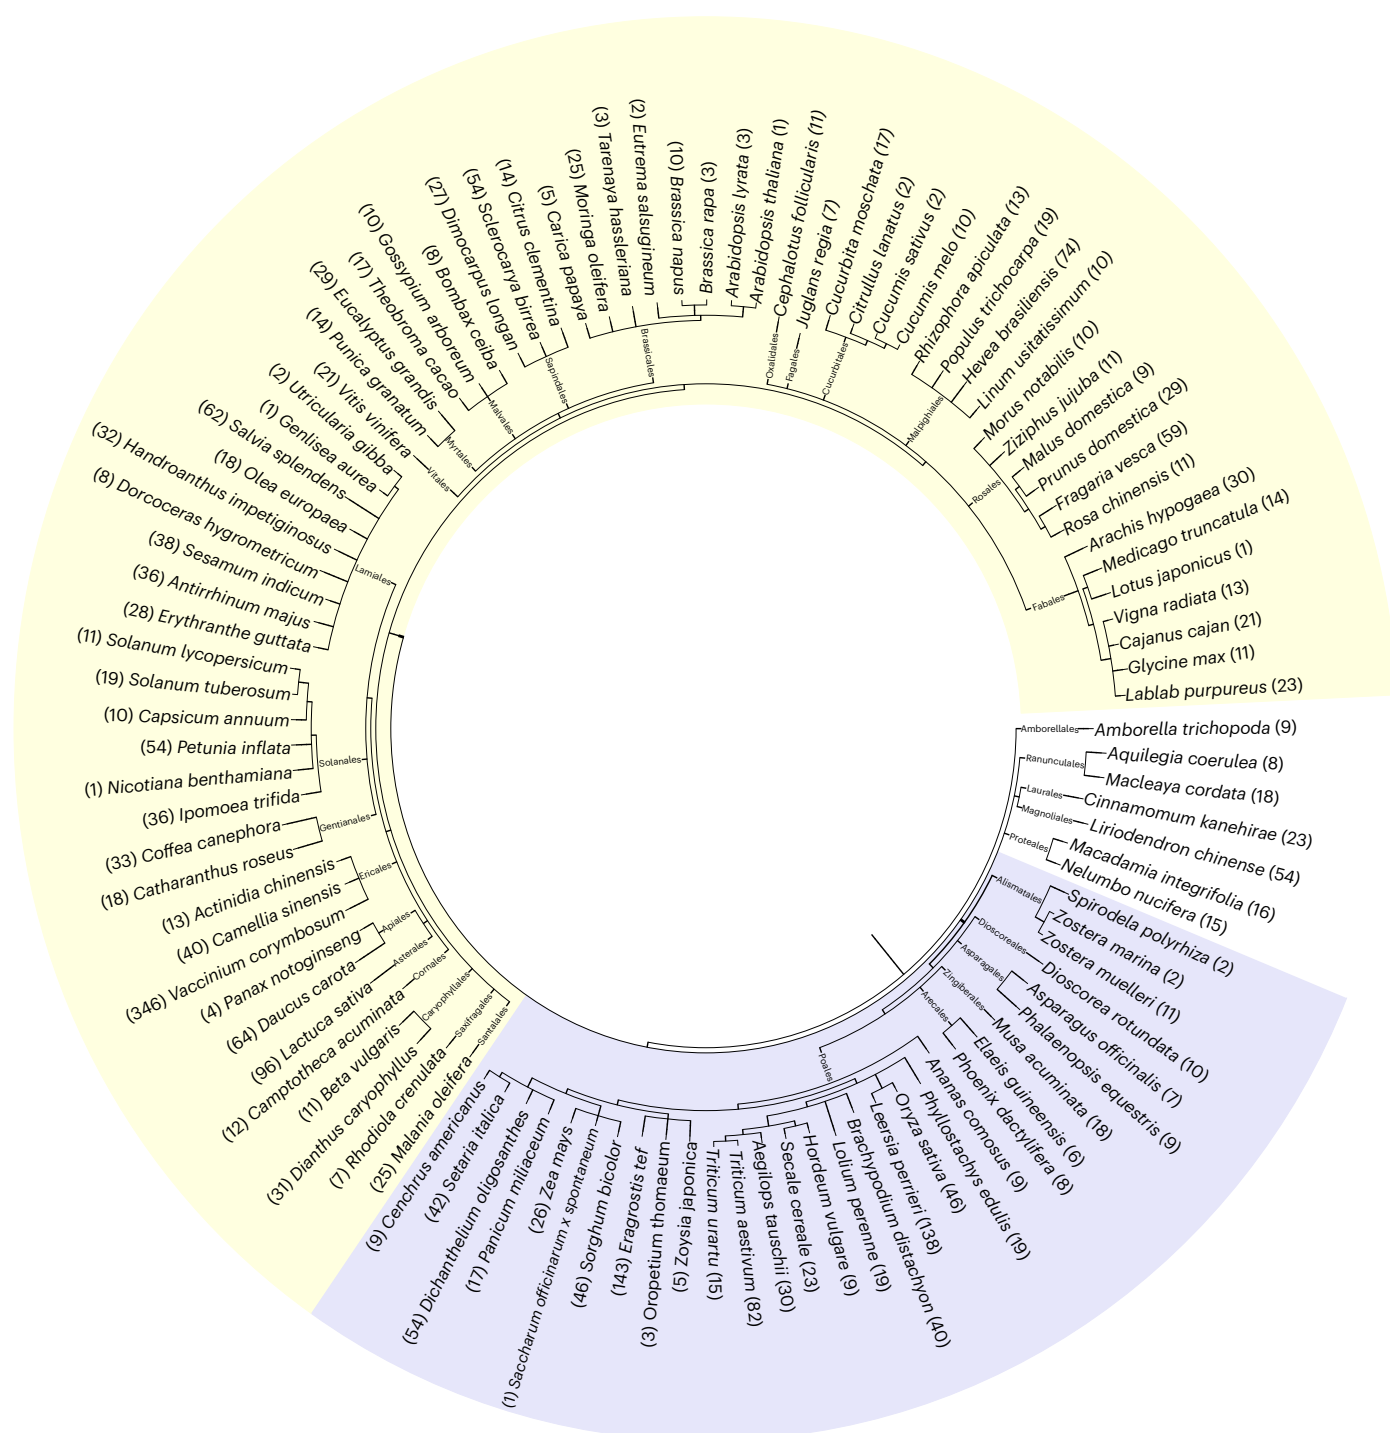 (2) Eutrema salsugineum
(3) Tarenaya hassleriana
(25) Moringa oleifera
(5) Carica papaya
(14) Citrus clementina
(54) Sclerocarya birrea
(27) Dimocarpus longan
(8) Bombax ceiba
(10) Gossypium arboreum
(17) Theobroma cacao
(29) Eucalyptus grandis
(14) Punica granatum
(21) Vitis vinifera
(2) Utricularia gibba
(1) Genlisea aurea
(62) Salvia splendens
(18) Olea europaea
(32) Handroanthus impetiginosus
(8) Dorcoceras hygrometricum
(38) Sesamum indicum
(36) Antirrhinum majus
(28) Erythranthe guttata
(11) Solanum lycopersicum
(19) Solanum tuberosum
(10) Capsicum annuum
(54) Petunia inflata
(1) Nicotiana benthamiana
(36) Ipomoea trifida
(33) Coffea canephora
(18) Catharanthus roseus
(13) Actinidia chinensis
(40) Camellia sinensis
(346) Vaccinium corymbosum
(4) Panax notoginseng
(64) Daucus carota
(96) Lactuca sativa
(12) Camptotheca acuminata
(11) Beta vulgaris
(31) Dianthus caryophyllus
(7) Rhodiola crenulata
(25) Malania oleifera
(9) Cenchrus americanus
(42) Setaria italica
(54) Dichanthelium oligosanthes
(17) Panicum miliaceum
(26) Zea mays
(1) Saccharum officinarum x spontaneum
(46) Sorghum bicolor
(143) Eragrostis tef
(3) Oropetium thomaeum
(5) Zoysia japonica
Triticum urartu (15)
Triticum aestivum (82)
Aegilops tauschii (30)
Secale cereale (23)
Hordeum vulgare (9)
Lolium perenne (19)
Brachypodium distachyon (40)
Leersia perrieri (138)
Oryza sativa (46)
Phyllostachys edulis (19)
Ananas comosus (9)
Phoenix dactylifera (8)
Elaeis guineensis (6)
Musa acuminata (18)
Phalaenopsis equestris (9)
Asparagus officinalis (7)
Dioscorea rotundata (10)
Zostera muelleri (11)
Zostera marina (2)
Spirodela polyrhiza (2)
Nelumbo nucifera (15)
Macadamia integrifolia (16)
Liriodendron chinense (54)
Cinnamomum kanehirae (23)
Macleaya cordata (18)
Aquilegia coerulea (8)
Amborella trichopoda (9)
Lablab purpureus (23)
Glycine max (11)
Cajanus cajan (21)
Vigna radiata (13)
Lotus japonicus (1)
Medicago truncatula (14)
Arachis hypogaea (30)
Rosa chinensis (11)
Fragaria vesca (59)
Prunus domestica (29)
Malus domestica (9)
Ziziphus jujuba (11)
Morus notabilis (10)
Linum usitatissimum (10)
Hevea brasiliensis (74)
Populus trichocarpa (19)
Rhizophora apiculata (13)
Cucumis melo (10)
Cucumis sativus (2)
Citrullus lanatus (2)
Cucurbita moschata (17)
Juglans regia (7)
Cephalotus follicularis (11)
Arabidopsis thaliana (1)
Arabidopsis lyrata (3)
Brassica rapa (3)
(10) Brassica napus
Brassicales
Sapindales
Malvales
Myrtales
Vitales
Lamiales
Solanales
Gentianales
Ericales
Apiales
Asterales
Cornales
Caryophyllales
Saxifragales
Santalales
Poales
Arecales
Zingiberales
Asparagales
Dioscoreales
Alismatales
Proteales
Magnoliales
Laurales
Ranunculales
Amborellales
Fabales
Rosales
Malpighiales
Cucurbitales
Fagales
Oxalidales